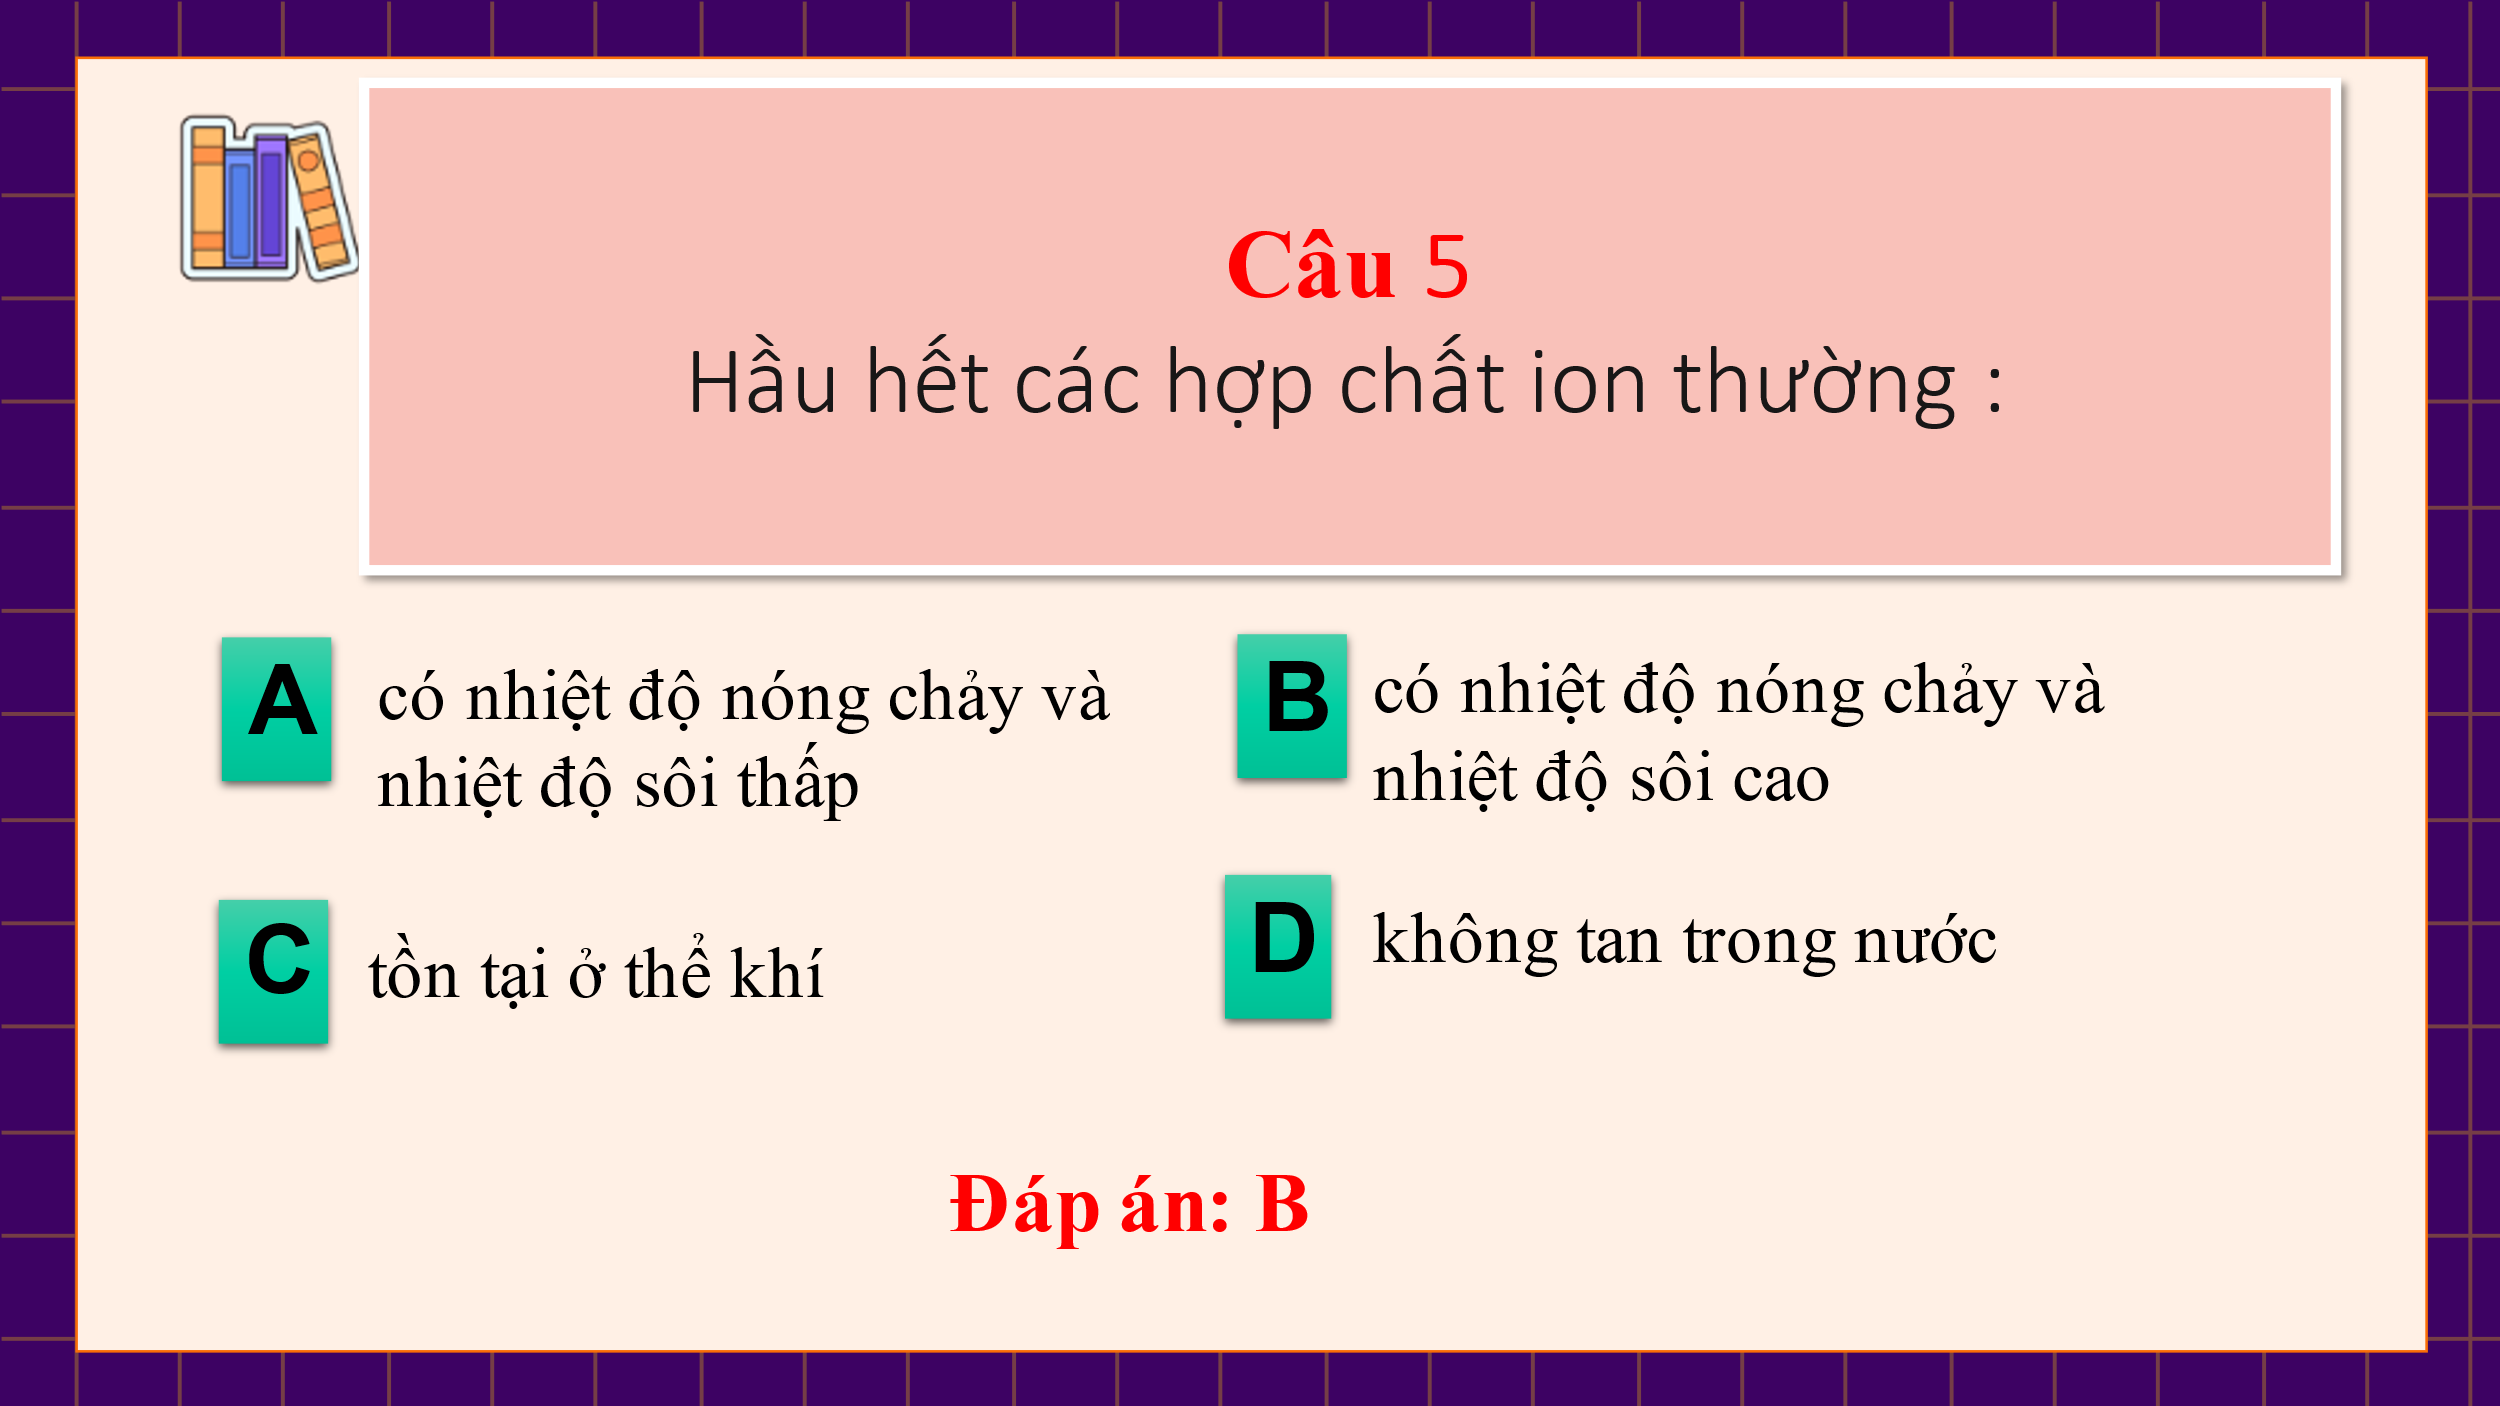 Câu 5
Hầu hết các hợp chất ion thường :
A
có nhiệt độ nóng chảy và
nhiệt độ sôi thấp
B
có nhiệt độ nóng chảy và
nhiệt độ sôi cao
C
tồn tại ở thể khí
D
không tan trong nước
Đáp án: B